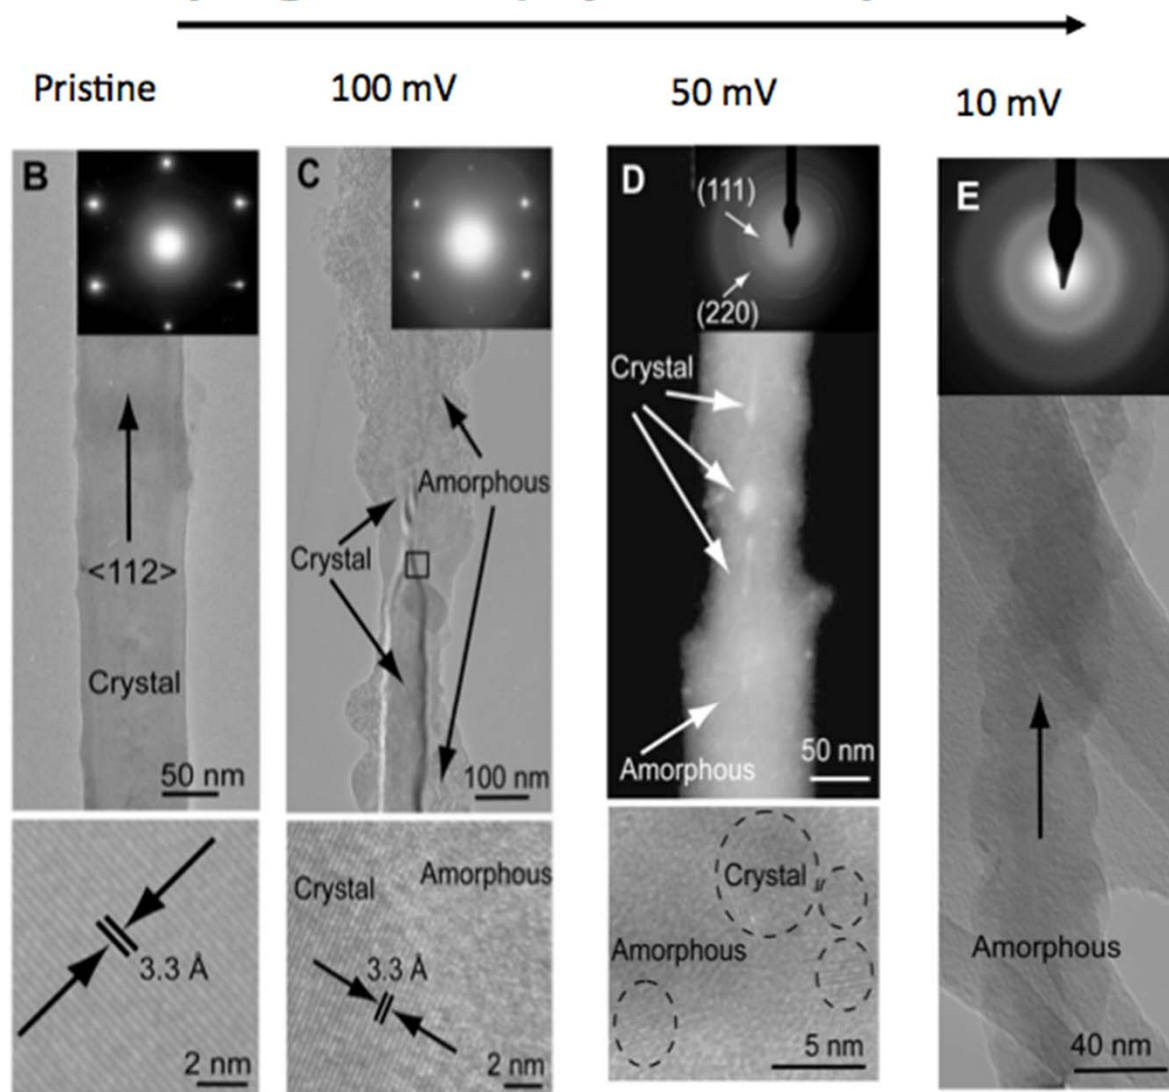 Pristine
100 mV
50 mV
10 mV
B
<112>
Crystal
50 nm
3.3 Å
2 nm
C
Amorphous
Crystal
100 nm
Crystal
Amorphous
3.3 Å
2 nm
D
(111)
(220)
Crystal
Amorphous
50 nm
Crystal
Amorphous
5 nm
E
Amorphous
40 nm